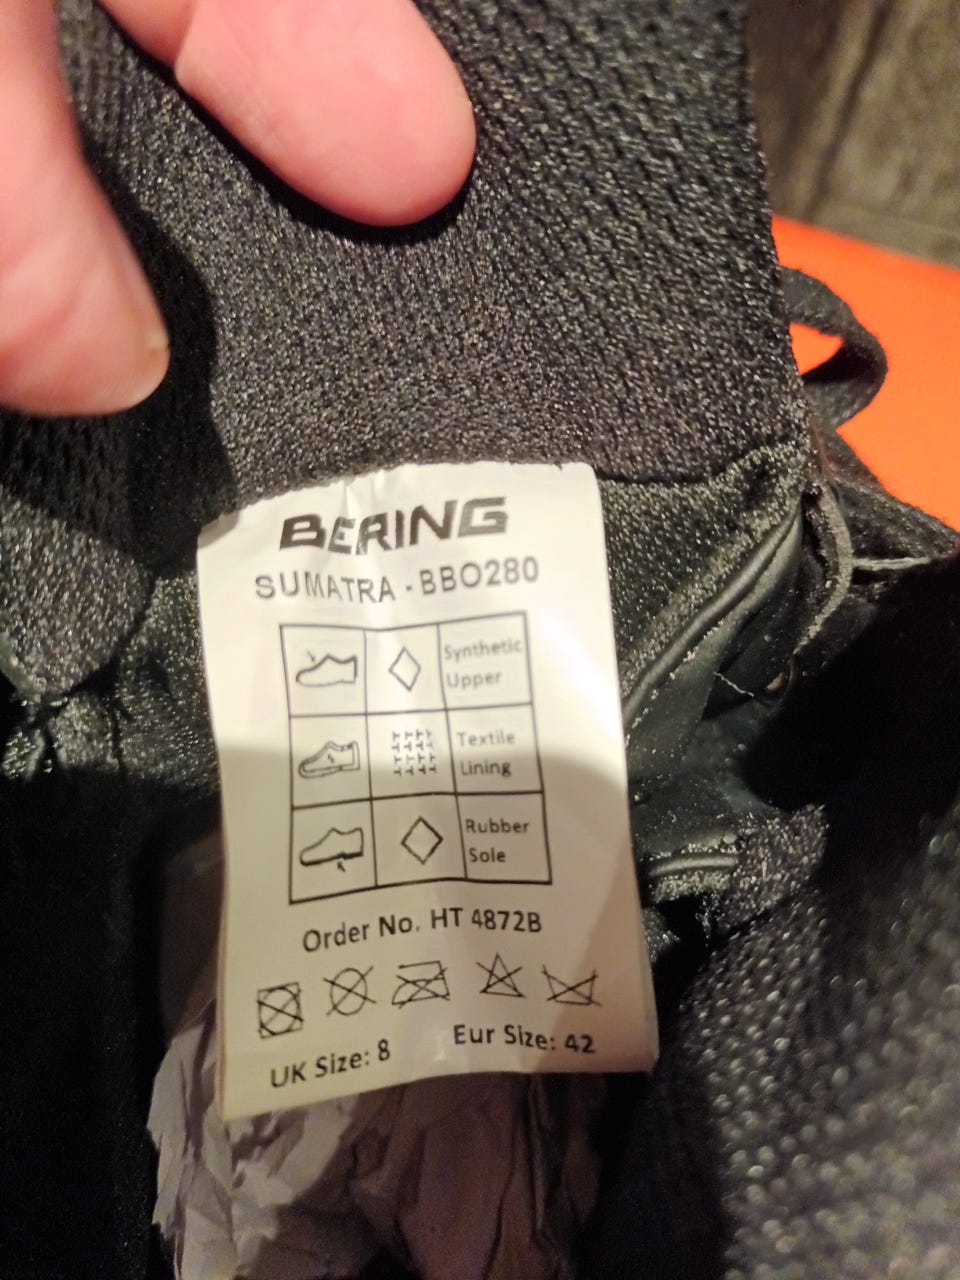 BERING
SUMATRA - BBO280
Synthetic
Upper
Textile
Lining
Rubber
Sole
Order No. HT 4872B
UK Size: 8 Eur Size: 42